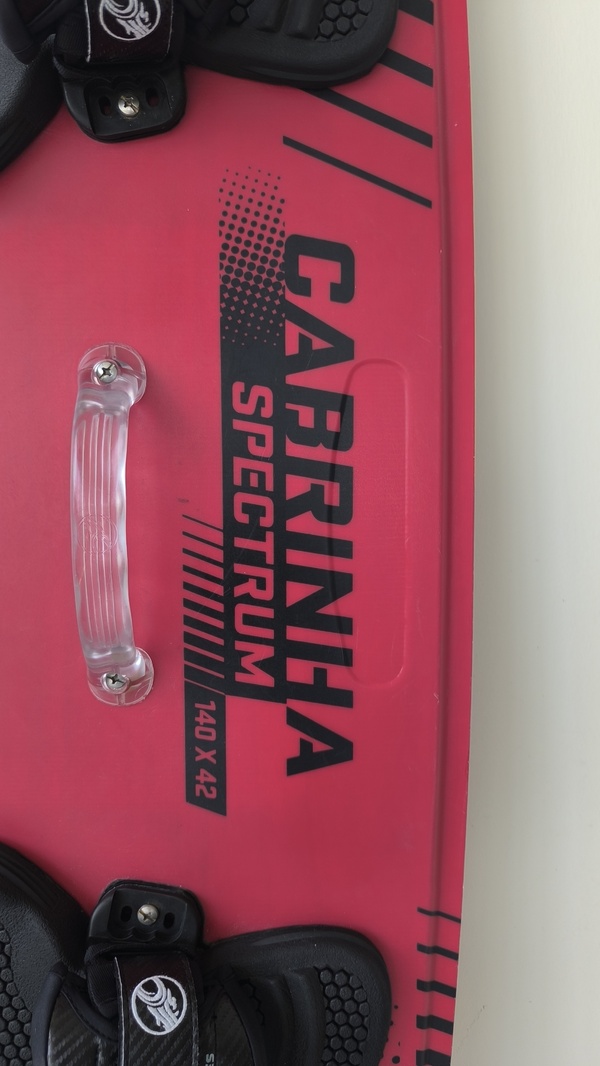 CABRINHA
SPECTRUM
140 X 42